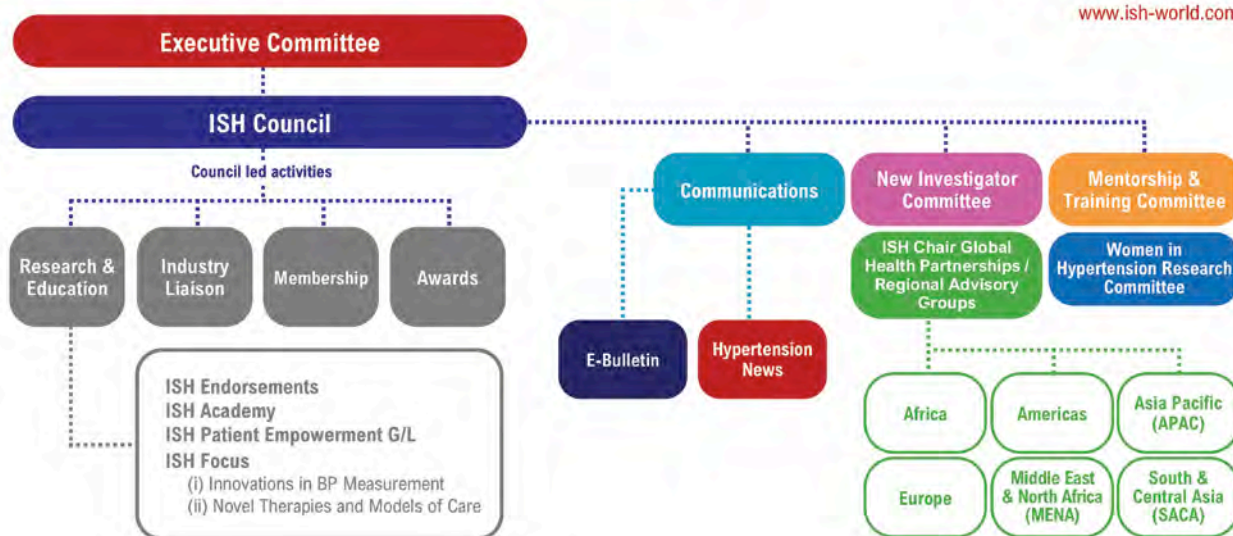 www.ish-world.com
Executive Committee
ISH Council
Council led activities
Research &
Education
Industry
Liaison
Membership
Awards
ISH Endorsements
ISH Academy
ISH Patient Empowerment G/L
ISH Focus
(i) Innovations in BP Measurement
(ii) Novel Therapies and Models of Care
Communications
E-Bulletin
Hypertension
News
New Investigator
Committee
Mentorship &
Training Committee
ISH Chair Global
Health Partnerships /
Regional Advisory
Groups
Women in
Hypertension Research
Committee
Africa
Americas
Asia Pacific
(APAC)
Europe
Middle East
& North Africa
(MENA)
South &
Central Asia
(SACA)